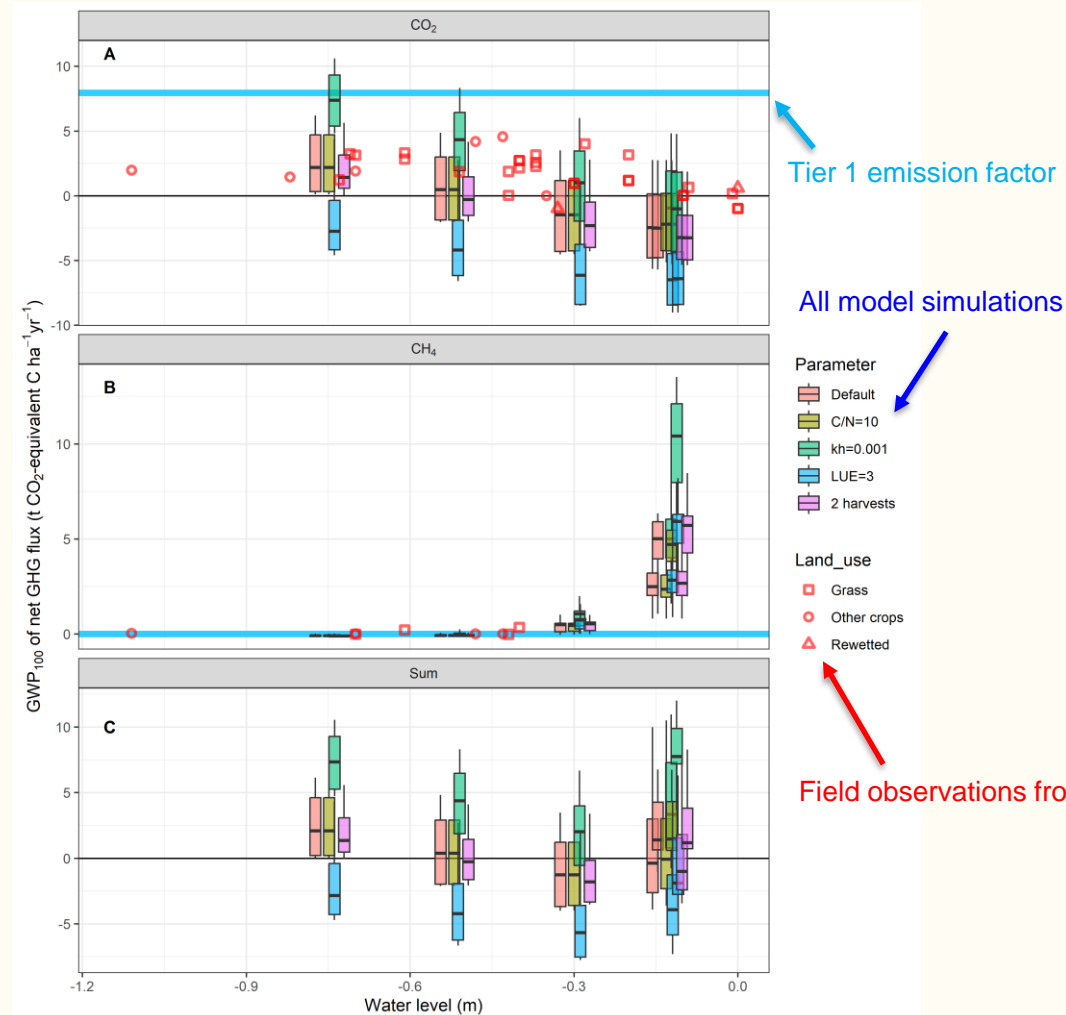 CO₂
A
10
5
0
-5
-10
Tier 1 emission factor
CH₄
B
10
5
0
All model simulations
Parameter
Default
C/N=10
kh=0.001
LUE=3
2 harvests
Land_use
Grass
Other crops
Rewetted
Field observations fro
Sum
C
10
5
0
-5
GWP₁₀₀ of net GHG flux (t CO₂-equivalent C ha⁻¹yr⁻¹)
-1.2 -0.9 -0.6 -0.3 0.0
Water level (m)